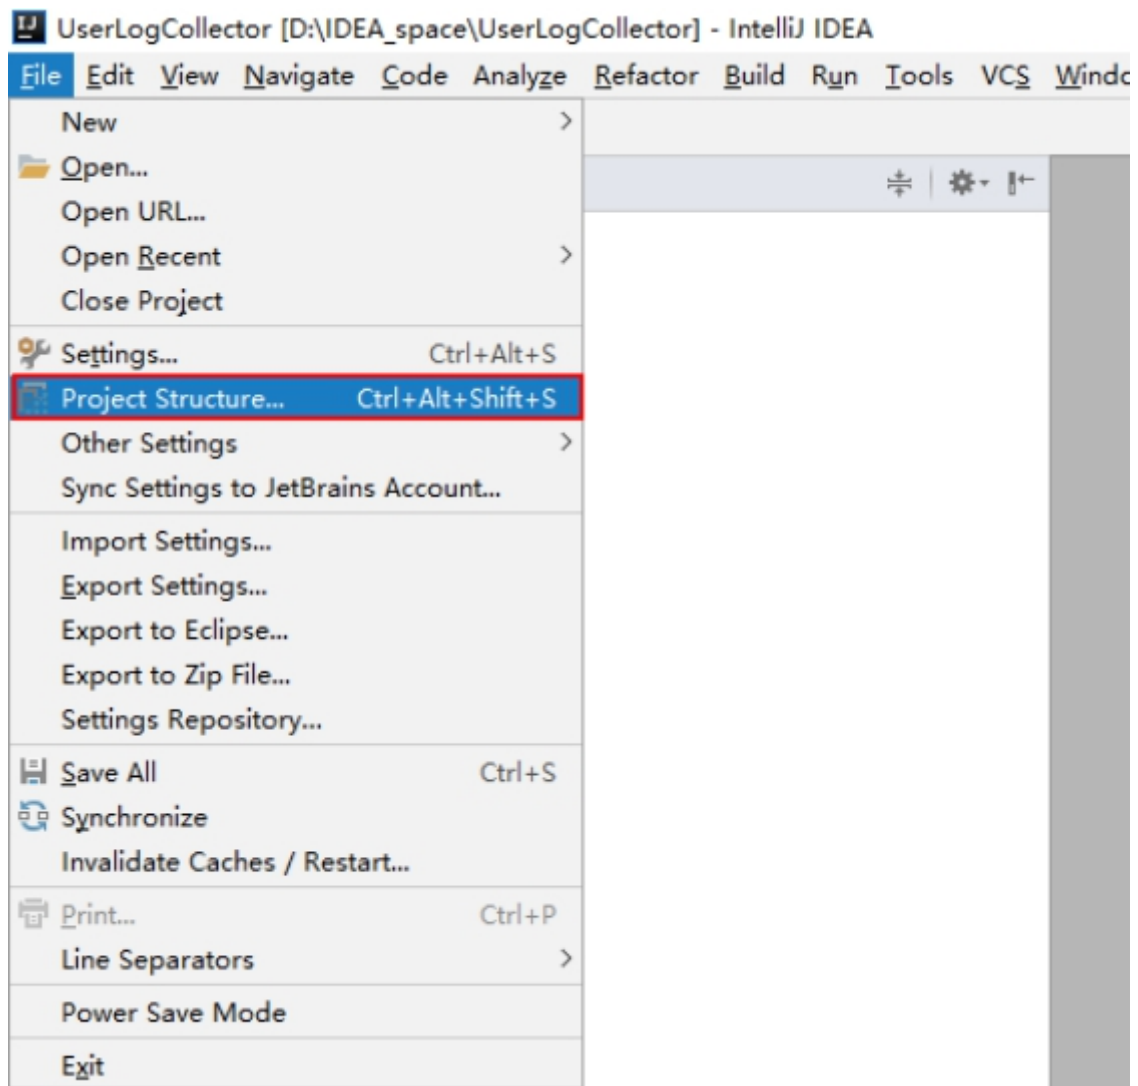 UserLogCollector [D:\IDEA_space\UserLogCollector] - IntelliJ IDEA
File Edit View Navigate Code Analyze Refactor Build Run Tools VCS
New
Open...
Open URL...
Open Recent
Close Project
Settings... Ctrl+Alt+S
Project Structure... Ctrl+Alt+Shift+S
Other Settings
Sync Settings to JetBrains Account...
Import Settings...
Export Settings...
Export to Eclipse...
Export to Zip File...
Settings Repository...
Save All Ctrl+S
Synchronize
Invalidate Caches / Restart...
Print... Ctrl+P
Line Separators
Power Save Mode
Exit